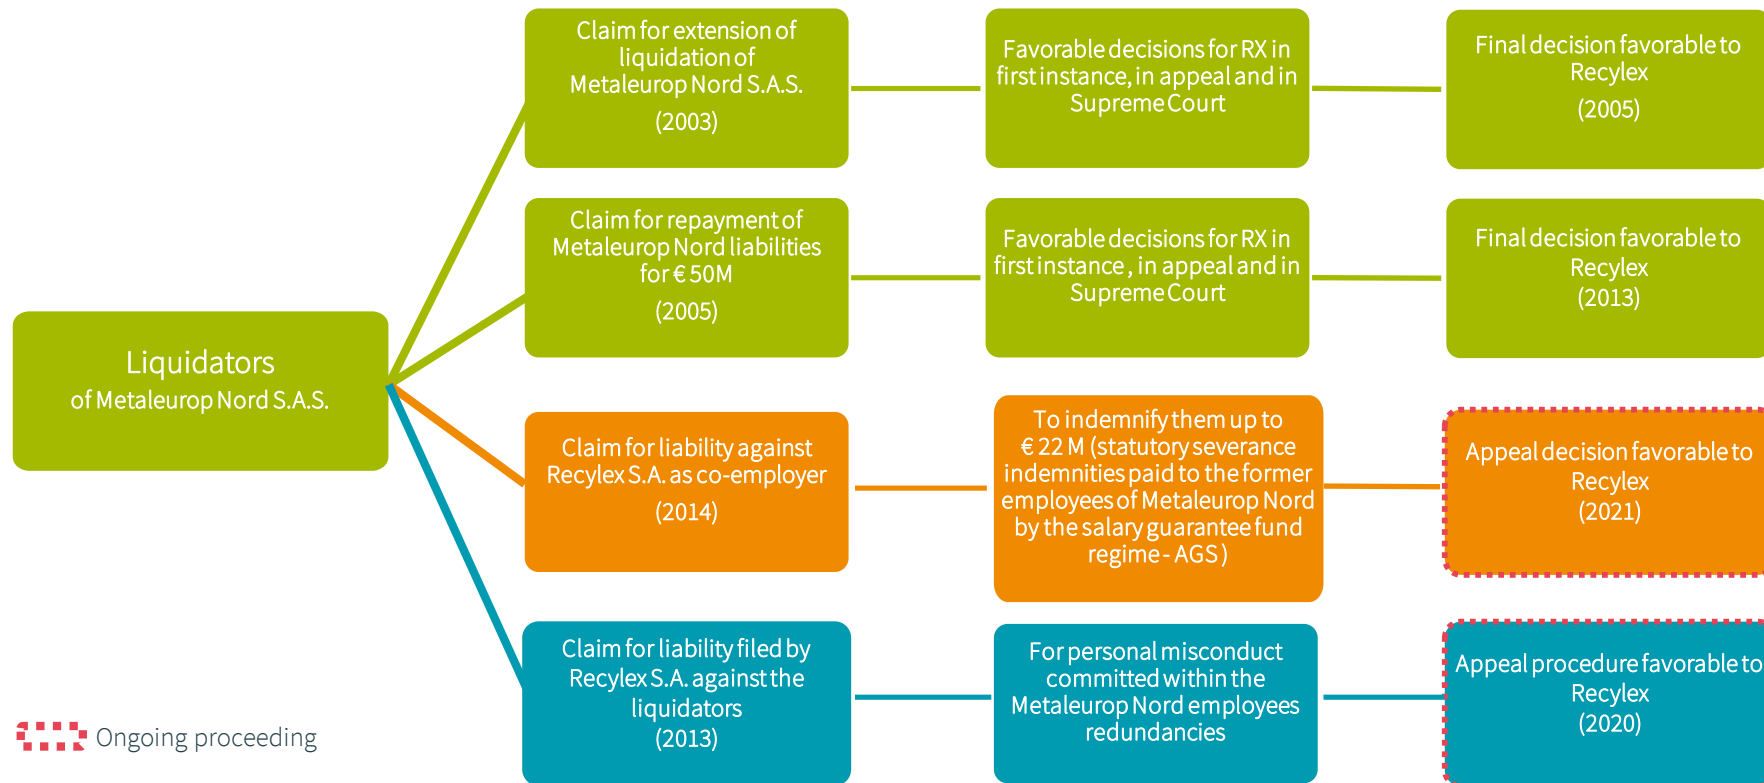 Liquidators
of Metaleurop Nord S.A.S.
Claim for extension of
liquidation of
Metaleurop Nord S.A.S.
(2003)
Favorable decisions for RX in
first instance, in appeal and in
Supreme Court
Final decision favorable to
Recylex
(2005)
Claim for repayment of
Metaleurop Nord liabilities
for € 50M
(2005)
Favorable decisions for RX in
first instance , in appeal and in
Supreme Court
Final decision favorable to
Recylex
(2013)
Claim for liability against
Recylex S.A. as co-employer
(2014)
To indemnify them up to
€ 22 M (statutory severance
indemnities paid to the former
employees of Metaleurop Nord
by the salary guarantee fund
regime - AGS )
Appeal decision favorable to
Recylex
(2021)
Claim for liability filed by
Recylex S.A. against the
liquidators
(2013)
For personal misconduct
committed within the
Metaleurop Nord employees
redundancies
Appeal procedure favorable to
Recylex
(2020)
Ongoing proceeding